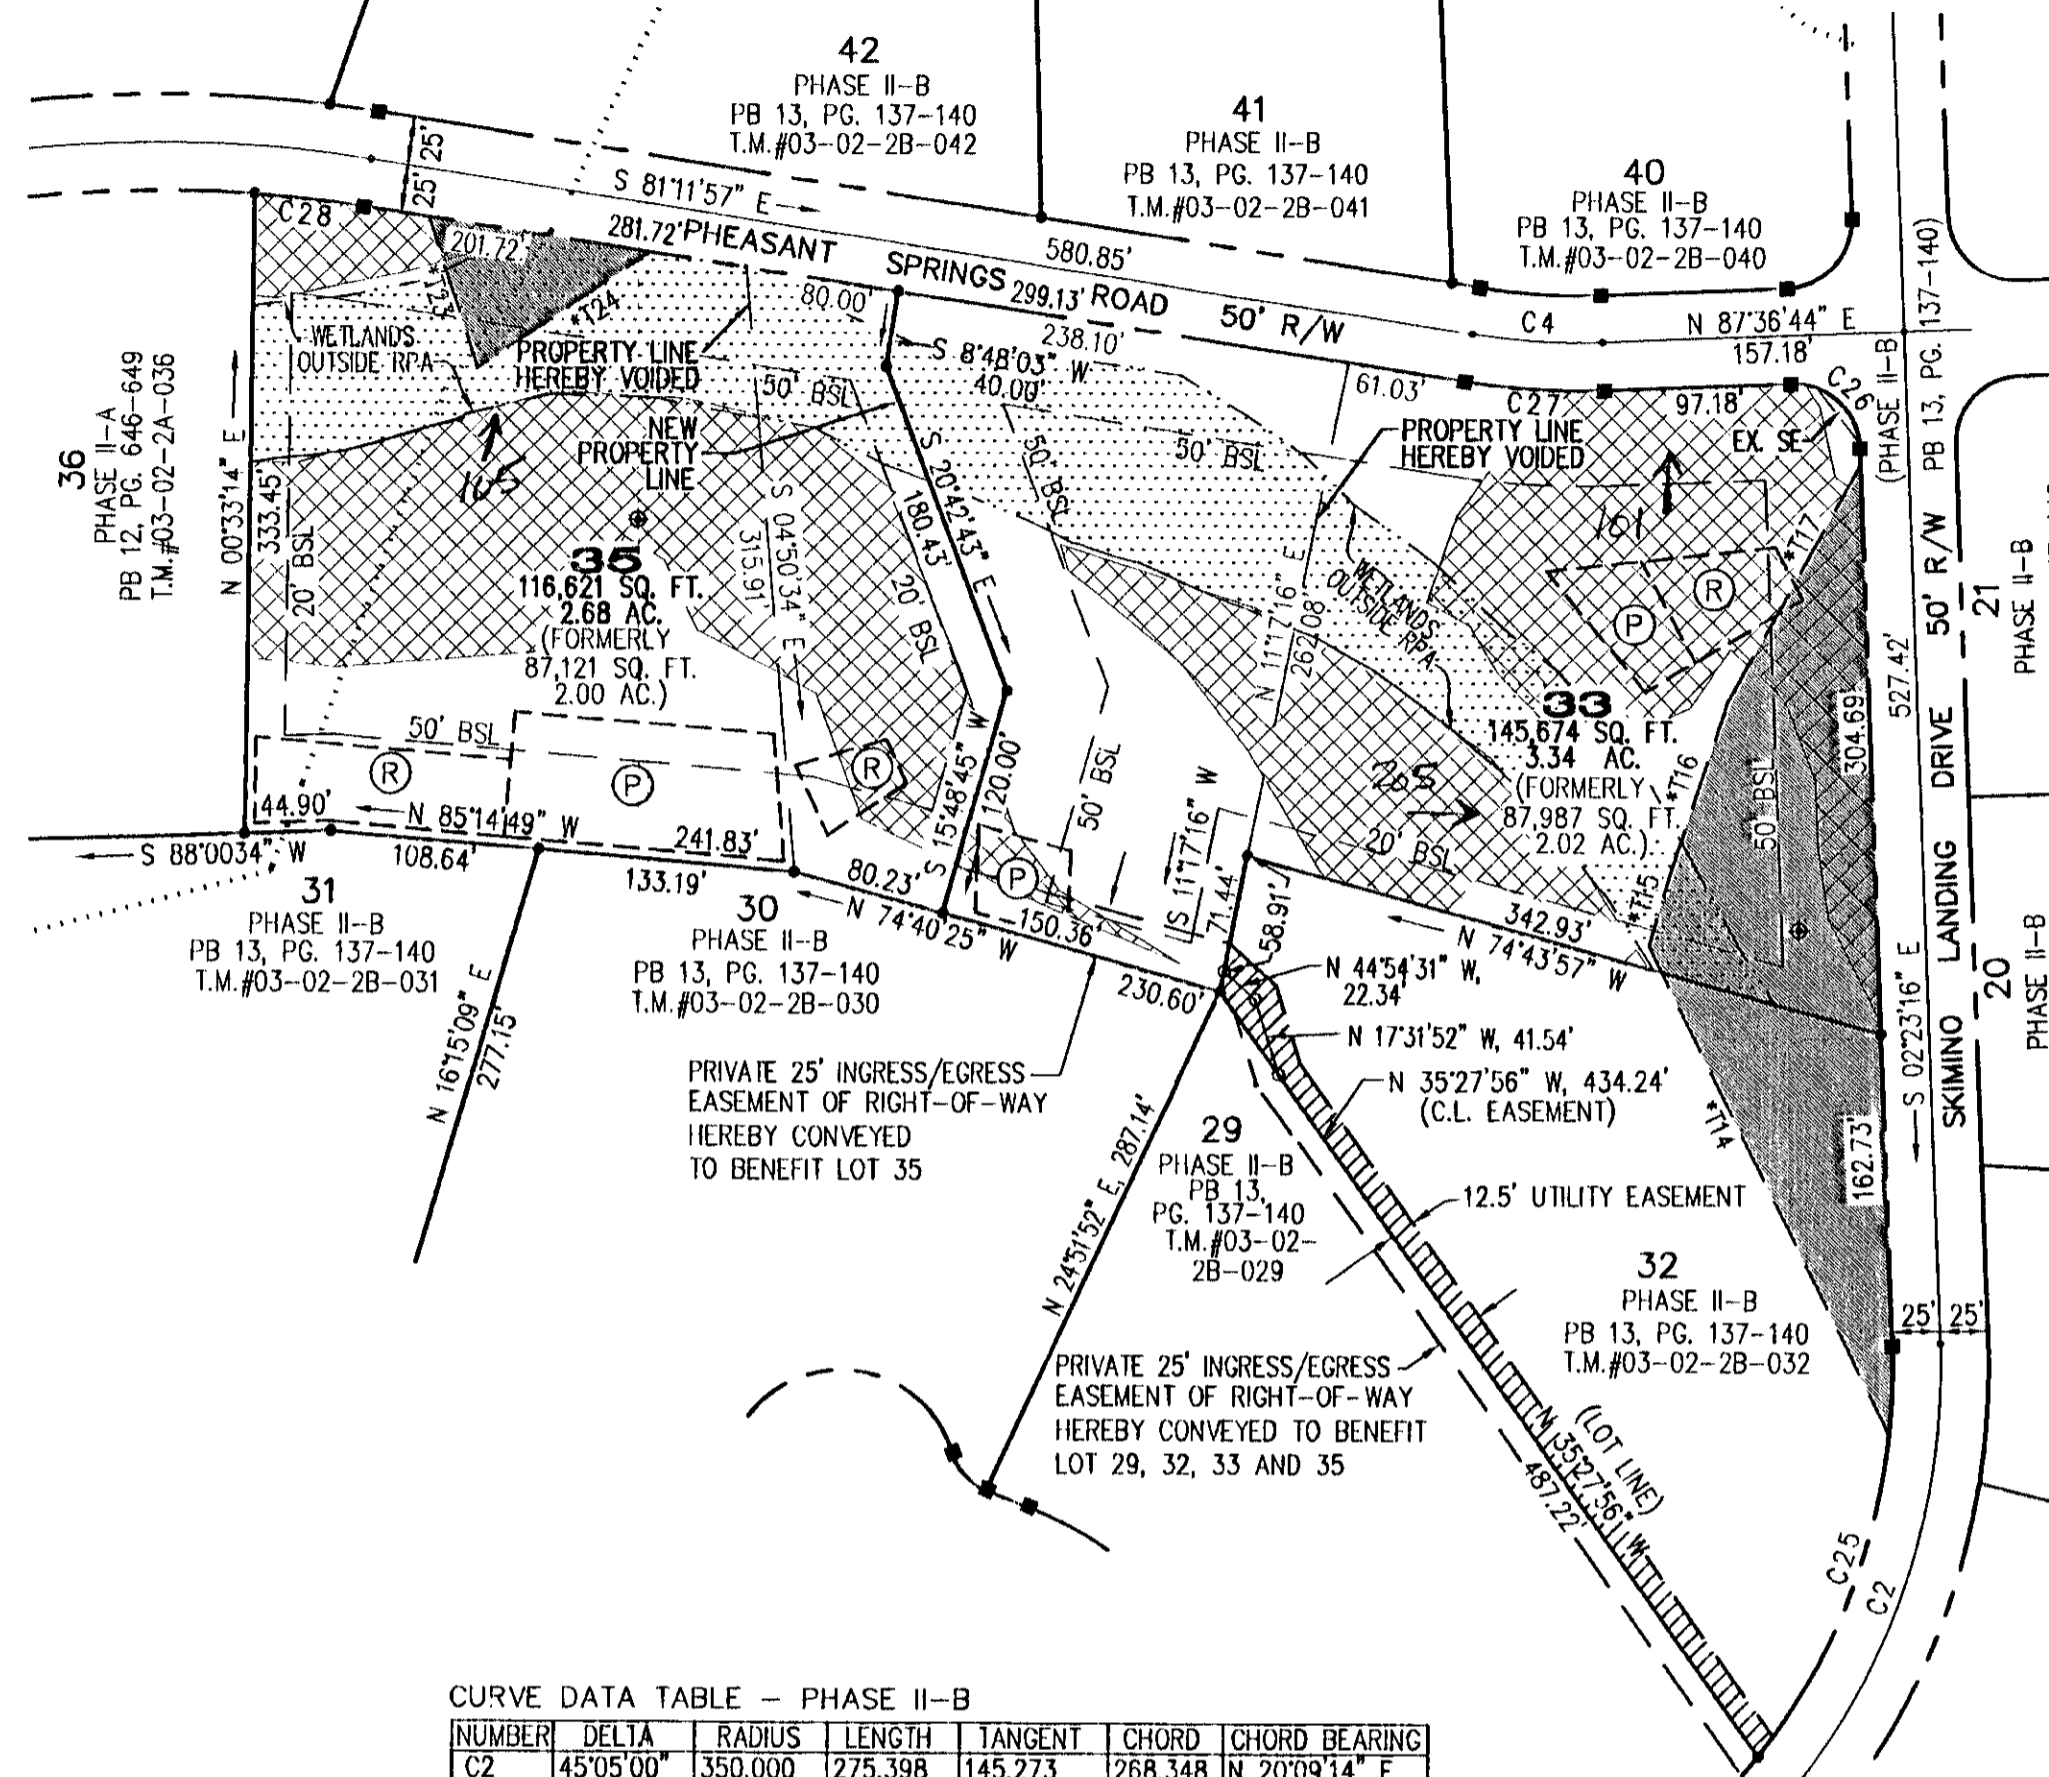 42
PHASE II-B
PB 13, PG. 137-140
T.M.#03-02-2B-042
41
PHASE II-B
PB 13, PG. 137-140
T.M.#03-02-2B-041
40
PHASE II-B
PB 13, PG. 137-140
T.M.#03-02-2B-040
25' 25'
S 81°11'57" E
281.72' PHEASANT SPRINGS ROAD 50' R/W
580.85'
299.13'
C4
N 87°36'44" E
157.18'
C28
201.72'
*T23
*T24
80.00'
S 8°48'03" W
40.00'
238.10'
61.03'
C27
97.18'
C26
EX. SE
(PHASE II-B PB 13, PG. 137-140)
36
PHASE II-A
PB 12, PG. 646-649
T.M.#03-02-2A-036
N 00°33'14" E
333.45'
20' BSL
WETLANDS
OUTSIDE RPA
PROPERTY LINE
HEREBY VOIDED
50' BSL
NEW
PROPERTY
LINE
165
35
116,621 SQ. FT.
2.68 AC.
(FORMERLY
87,121 SQ. FT.
2.00 AC.)
S 04°50'34" E
315.91'
S 20°42'43" E
180.43'
20' BSL
50' BSL
50' BSL
PROPERTY LINE
HEREBY VOIDED
N 11°17'16" E
262.08'
WETLANDS
OUTSIDE RPA
161
P
R
*T17
33
145,674 SQ. FT.
3.34 AC.
(FORMERLY
87,987 SQ. FT.
2.02 AC.)
*T16
*T15
50' BSL
304.69'
527.42'
SKIMINO LANDING DRIVE 50' R/W
21
PHASE II-B
20
PHASE II-B
50' BSL
R
P
R
P
S 15°48'45" W
120.00'
50' BSL
S 11°17'16" W
71.44'
58.91'
20' BSL
342.93'
N 74°43'57" W
44.90'
N 85°14'49" W
241.83'
S 88°00'34" W
108.64'
133.19'
80.23'
N 74°40'25" W
150.36'
230.60'
31
PHASE II-B
PB 13, PG. 137-140
T.M.#03-02-2B-031
30
PHASE II-B
PB 13, PG. 137-140
T.M.#03-02-2B-030
N 16°15'09" E
277.15'
PRIVATE 25' INGRESS/EGRESS
EASEMENT OF RIGHT-OF-WAY
HEREBY CONVEYED
TO BENEFIT LOT 35
N 44°54'31" W,
22.34'
N 17°31'52" W, 41.54'
N 35°27'56" W, 434.24'
(C.L. EASEMENT)
S 02°23'16" E
*T14
162.73'
N 24°51'52" E, 287.14'
29
PHASE II-B
PB 13,
PG. 137-140
T.M.#03-02-
2B-029
12.5' UTILITY EASEMENT
32
PHASE II-B
PB 13, PG. 137-140
T.M.#03-02-2B-032
25' 25'
PRIVATE 25' INGRESS/EGRESS
EASEMENT OF RIGHT-OF-WAY
HEREBY CONVEYED TO BENEFIT
LOT 29, 32, 33 AND 35
(LOT LINE)
N 35°27'56" W
487.22'
C25
C2
CURVE DATA TABLE - PHASE II-B
NUMBER DELTA RADIUS LENGTH TANGENT CHORD CHORD BEARING
C2 45°05'00" 350.000 275.398 145.273 268.348 N 20°09'14" E